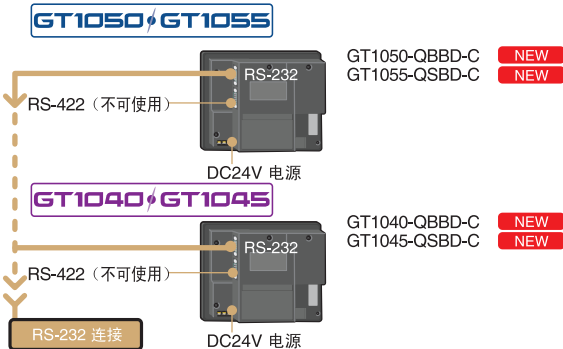 GT1050 GT1055
RS-232
GT1050-QBBD-C NEW
GT1055-QSBD-C NEW
RS-422（不可使用）
DC24V 电源
GT1040 GT1045
RS-232
GT1040-QBBD-C NEW
GT1045-QSBD-C NEW
RS-422（不可使用）
RS-232 连接
DC24V 电源